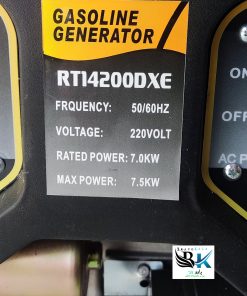 GASOLINE
GENERATOR
RT14200DXE
FRQUENCY: 50/60HZ
VOLTAGE: 220VOLT
RATED POWER: 7.0KW
MAX POWER: 7.5KW
ON
OFF
AC P
BK